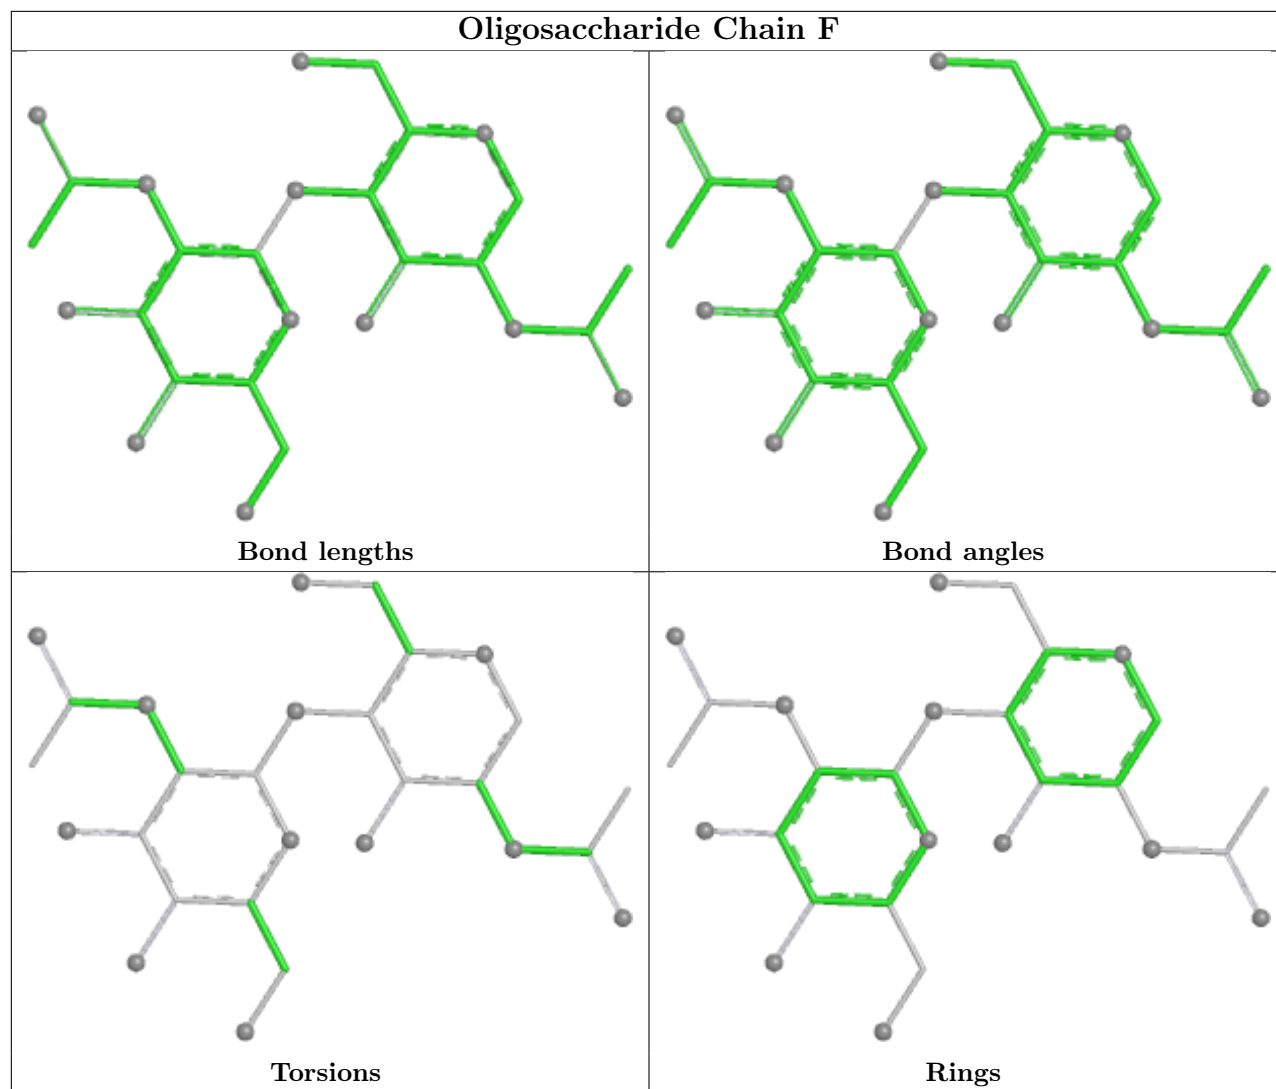 Oligosaccharide Chain F
Bond lengths
Bond angles
Torsions
Rings